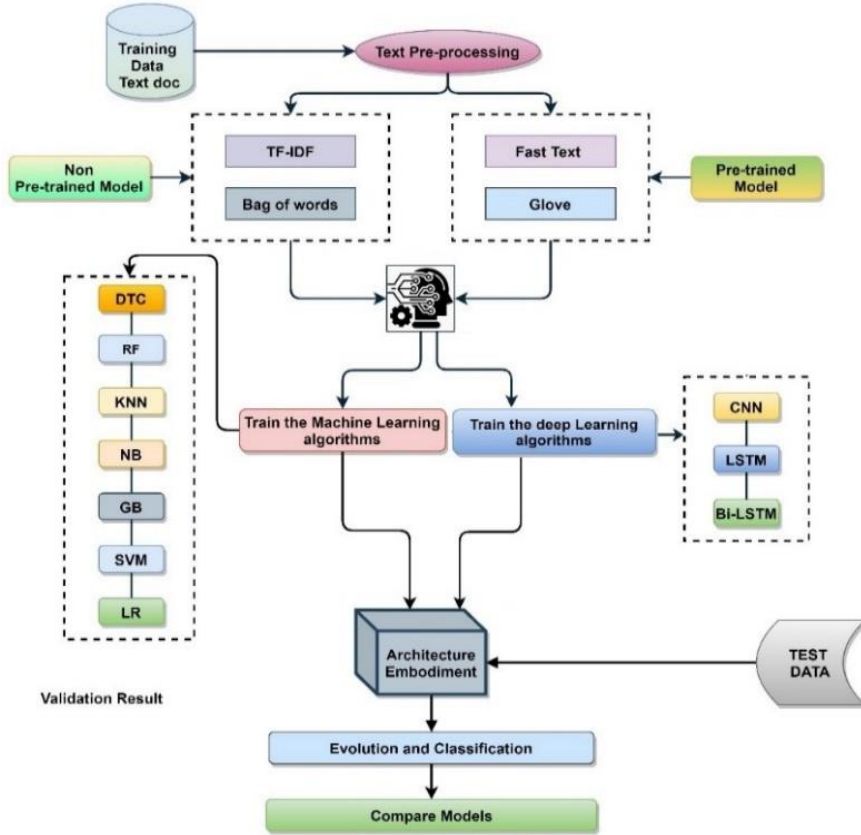 Training
Data
Text doc
Text Pre-processing
TF-IDF
Bag of words
Fast Text
Glove
Non
Pre-trained Model
Pre-trained
Model
DTC
RF
KNN
NB
GB
SVM
LR
Train the Machine Learning
algorithms
Train the deep Learning
algorithms
CNN
LSTM
Bi-LSTM
Architecture
Embodiment
TEST
DATA
Validation Result
Evolution and Classification
Compare Models